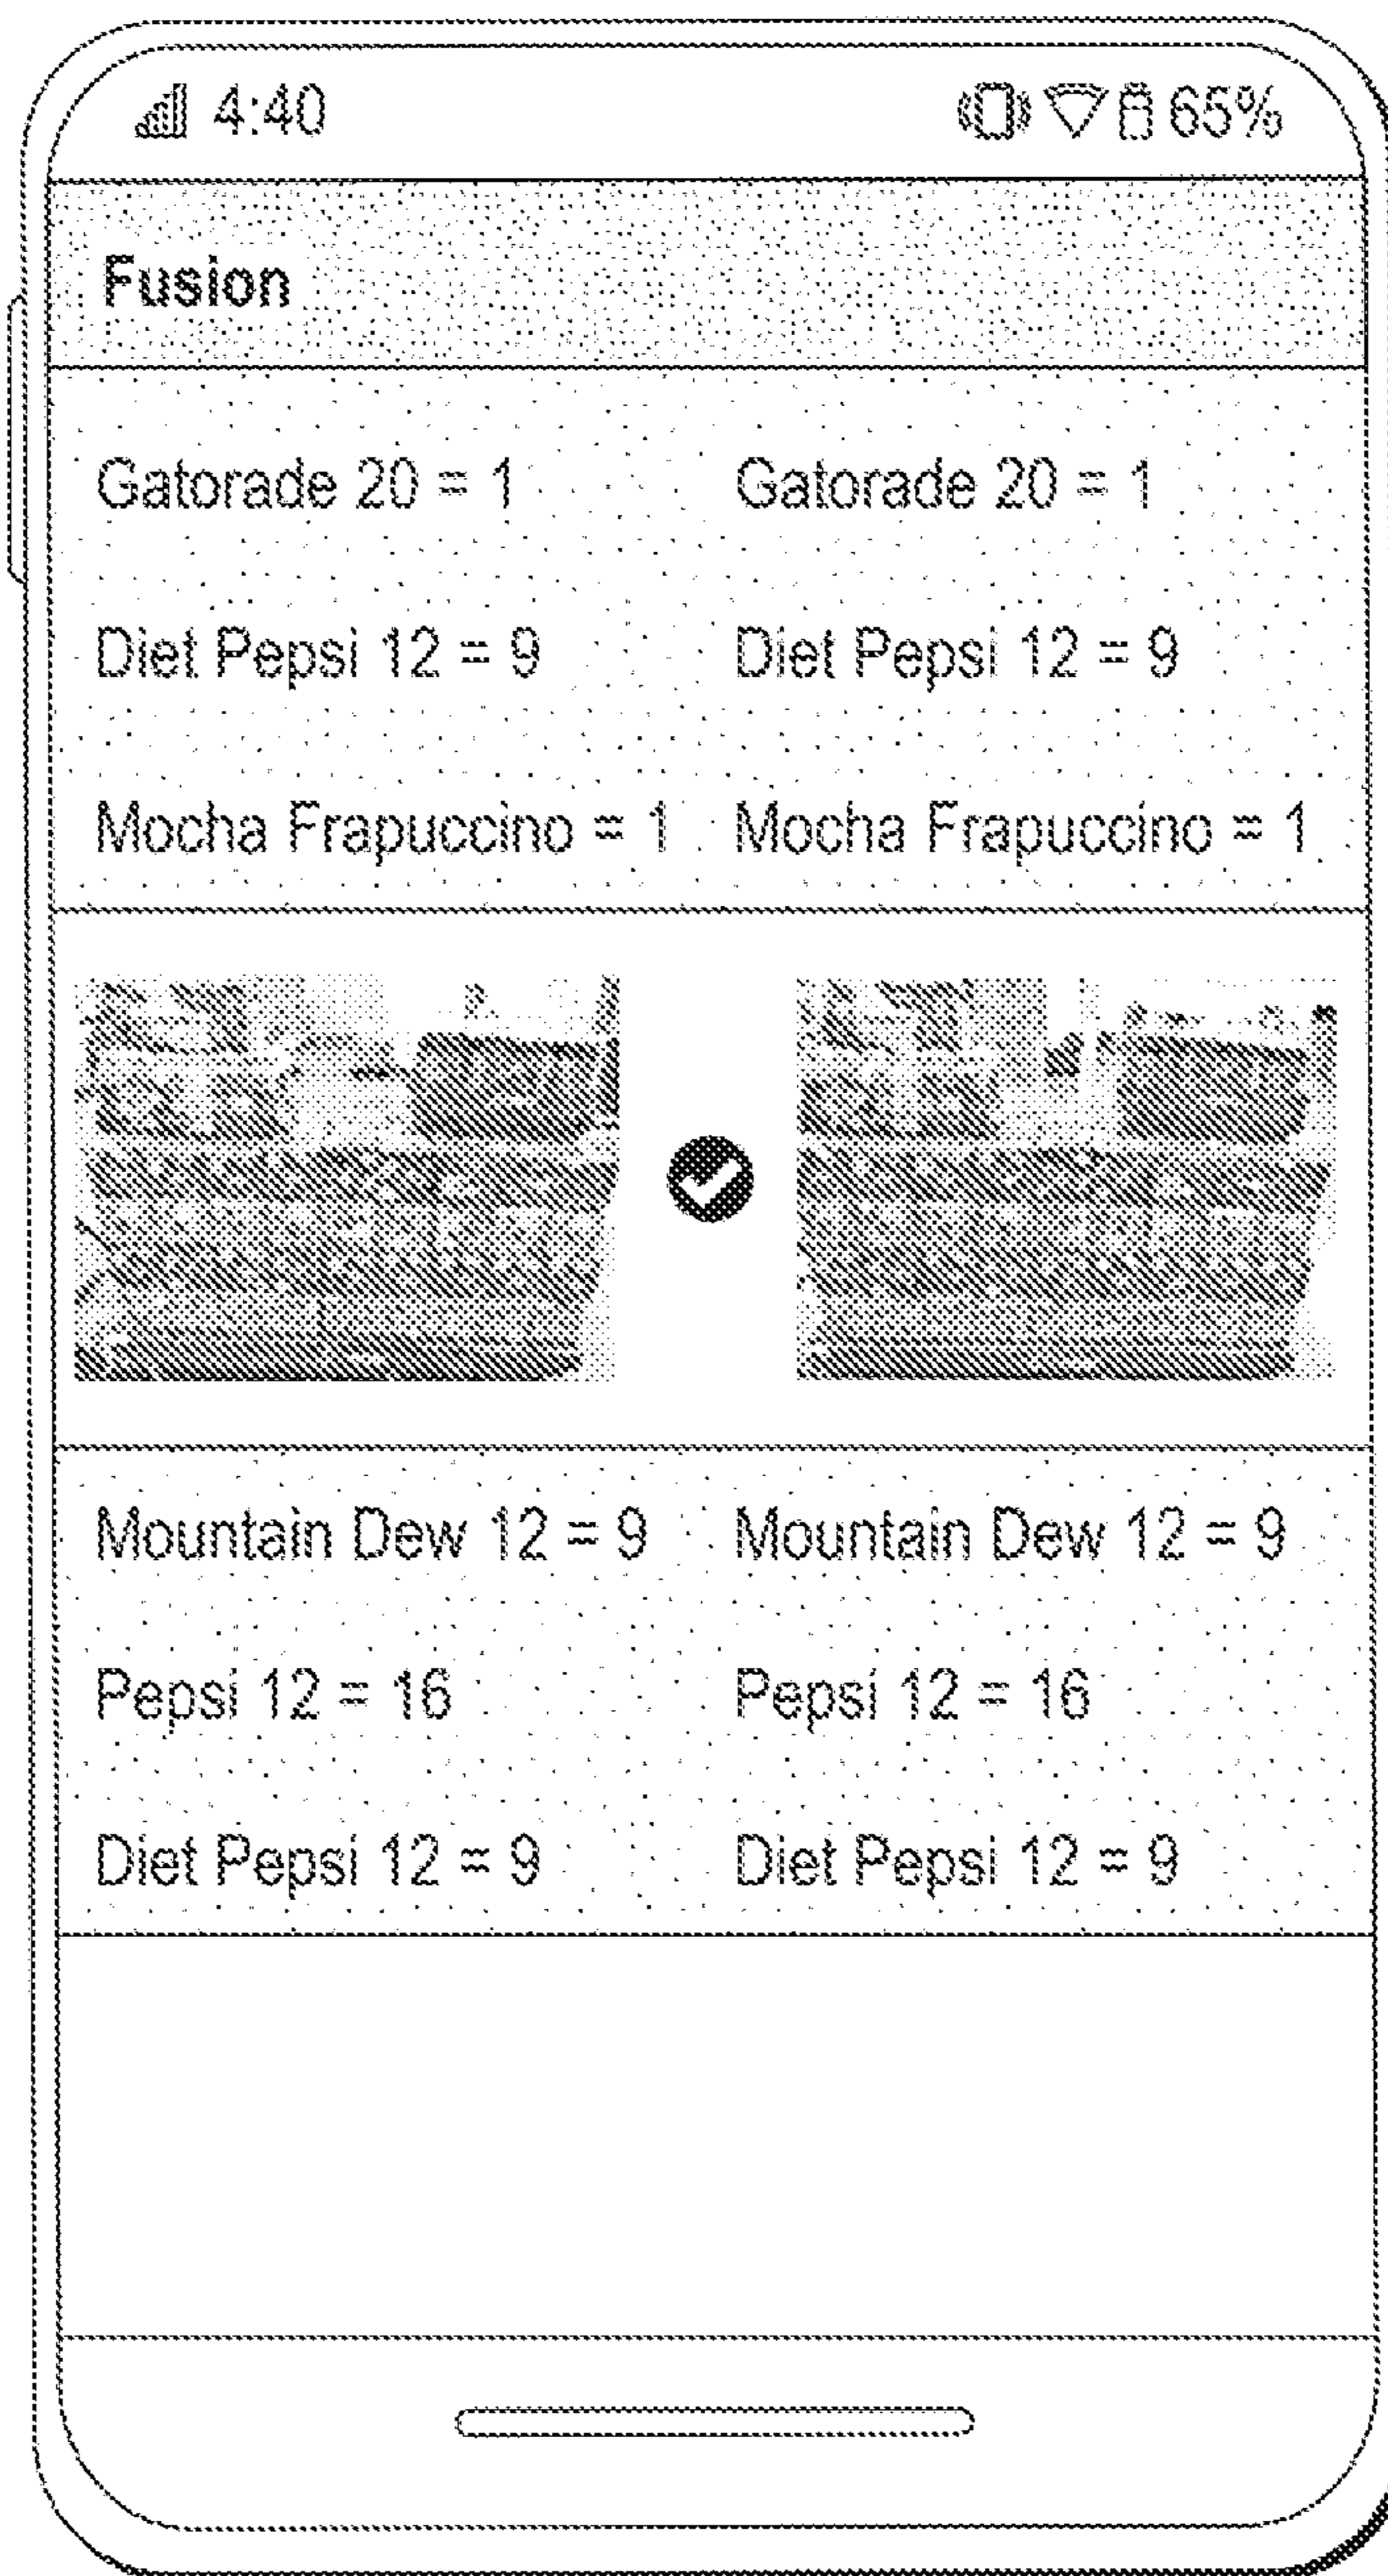 4:40 65%
Fusion
Gatorade 20 = 1 Gatorade 20 = 1
Diet Pepsi 12 = 9 Diet Pepsi 12 = 9
Mocha Frapuccino = 1 Mocha Frapuccino = 1
Mountain Dew 12 = 9 Mountain Dew 12 = 9
Pepsi 12 = 16 Pepsi 12 = 16
Diet Pepsi 12 = 9 Diet Pepsi 12 = 9